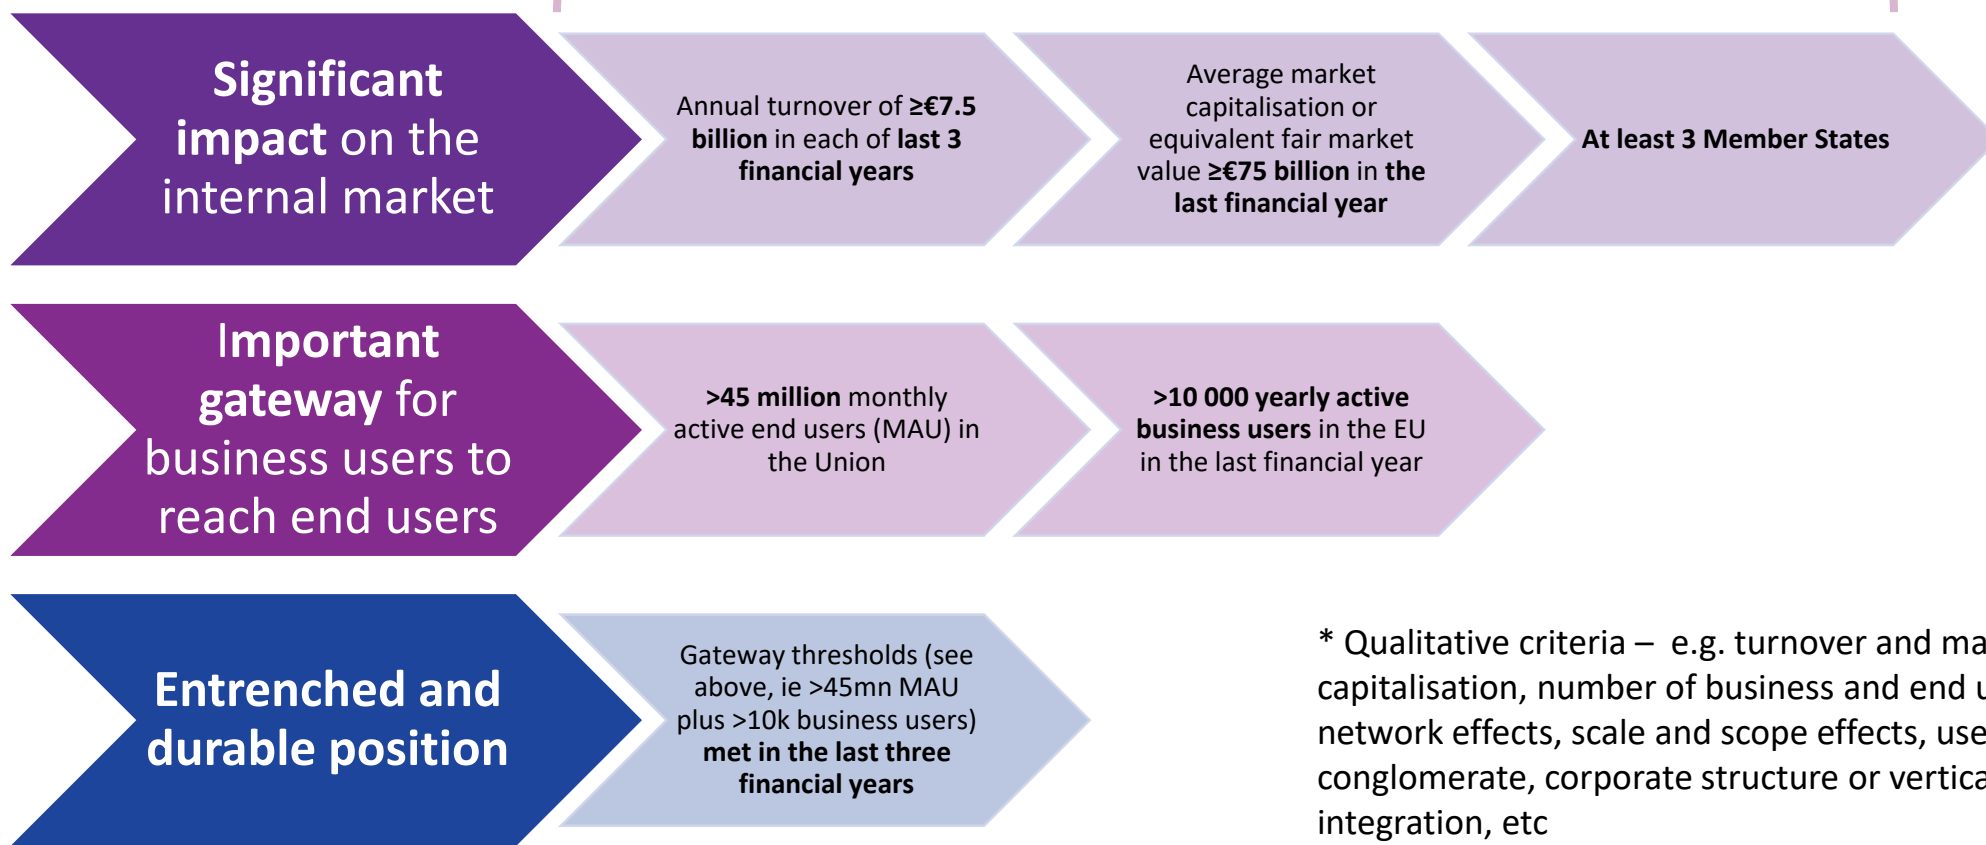 Significant
impact on the
internal market
Annual turnover of ≥€7.5
billion in each of last 3
financial years
Average market
capitalisation or
equivalent fair market
value ≥€75 billion in the
last financial year
At least 3 Member States
Important
gateway for
business users to
reach end users
>45 million monthly
active end users (MAU) in
the Union
>10 000 yearly active
business users in the EU
in the last financial year
Entrenched and
durable position
Gateway thresholds (see
above, ie >45mn MAU
plus >10k business users)
met in the last three
financial years
* Qualitative criteria – e.g. turnover and
capitalisation, number of business and end
network effects, scale and scope effects,
conglomerate, corporate structure or
integration, etc